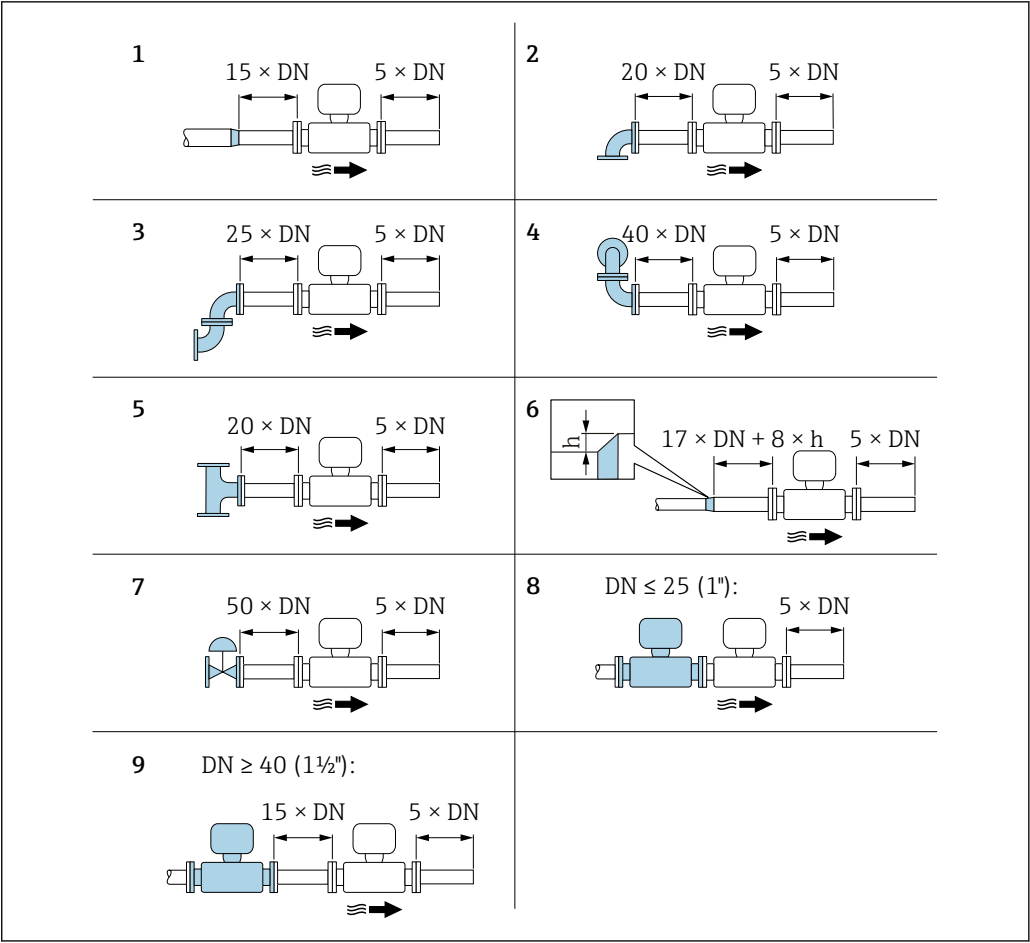 1
15 × DN 5 × DN
2
20 × DN 5 × DN
3
25 × DN 5 × DN
4
40 × DN 5 × DN
5
20 × DN 5 × DN
6
h
17 × DN + 8 × h 5 × DN
7
50 × DN 5 × DN
8 DN ≤ 25 (1"):
5 × DN
9 DN ≥ 40 (1½"):
15 × DN 5 × DN